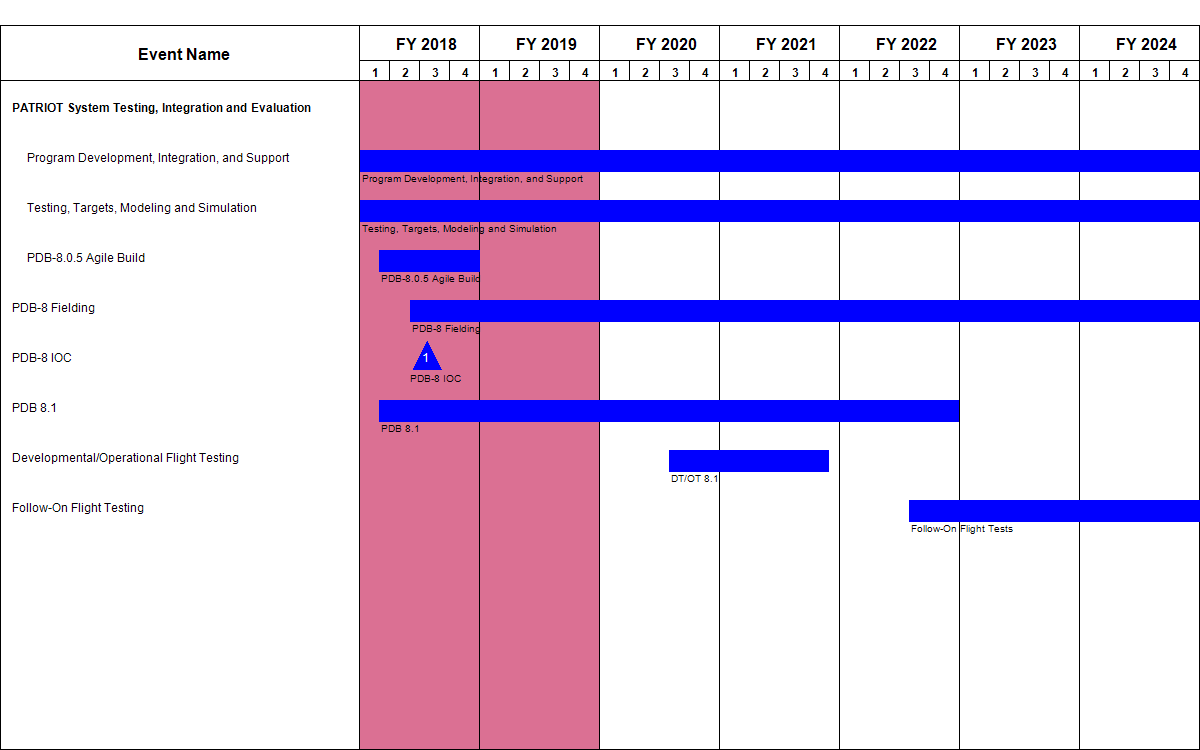 Event Name
FY 2018 FY 2019 FY 2020 FY 2021 FY 2022 FY 2023 FY 2024
1 2 3 4 1 2 3 4 1 2 3 4 1 2 3 4 1 2 3 4 1 2 3 4 1 2 3 4
PATRIOT System Testing, Integration and Evaluation
Program Development, Integration, and Support
Program Development, Integration, and Support
Testing, Targets, Modeling and Simulation
Testing, Targets, Modeling and Simulation
PDB-8.0.5 Agile Build
PDB-8.0.5 Agile Build
PDB-8 Fielding
PDB-8 Fielding
PDB-8 IOC
1
PDB-8 IOC
PDB 8.1
PDB 8.1
Developmental/Operational Flight Testing
DT/OT 8.1
Follow-On Flight Testing
Follow-On Flight Tests